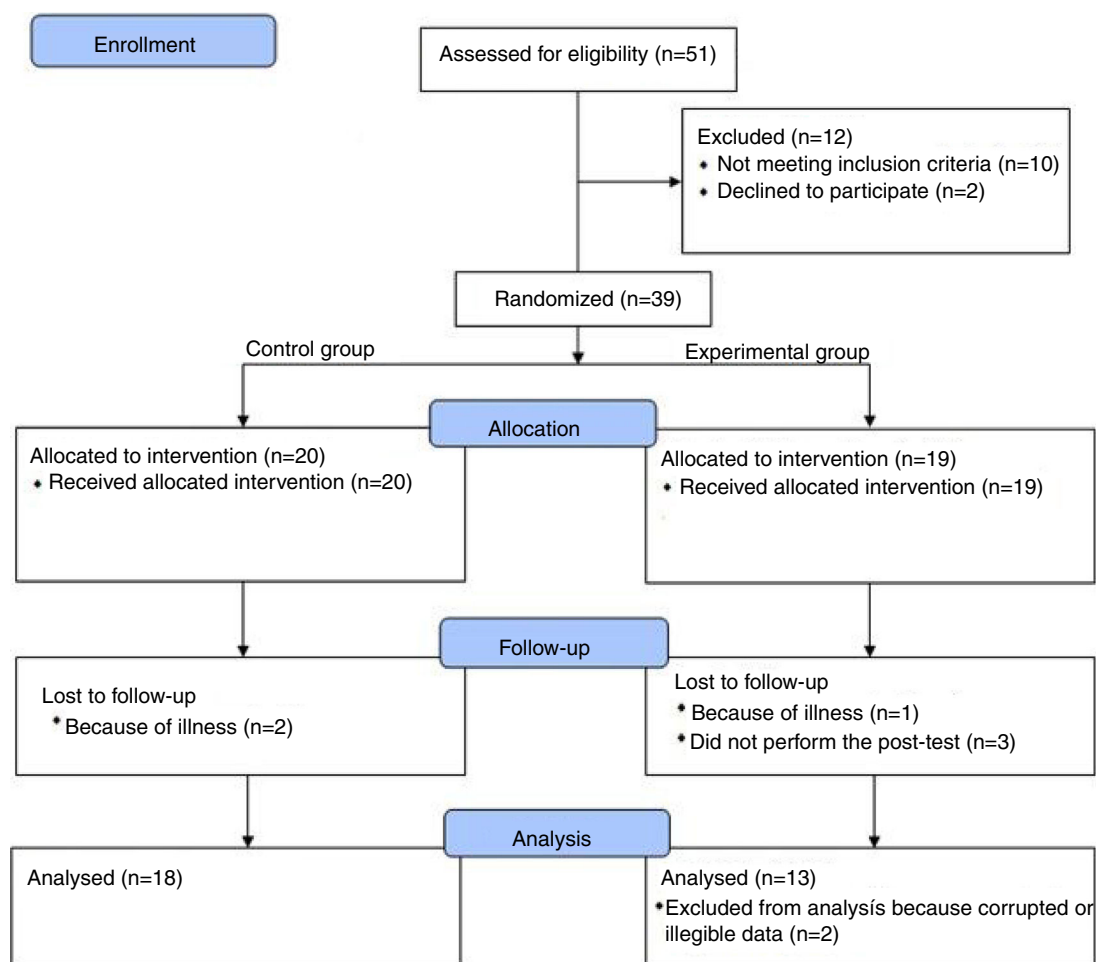 Enrollment
Assessed for eligibility (n=51)
Excluded (n=12)
Not meeting inclusion criteria (n=10)
Declined to participate (n=2)
Randomized (n=39)
Control group
Experimental group
Allocation
Allocated to intervention (n=20)
Received allocated intervention (n=20)
Allocated to intervention (n=19)
Received allocated intervention (n=19)
Follow-up
Lost to follow-up
Because of illness (n=2)
Lost to follow-up
Because of illness (n=1)
Did not perform the post-test (n=3)
Analysis
Analysed (n=18)
Analysed (n=13)
Excluded from analysís because corrupted or
illegible data (n=2)